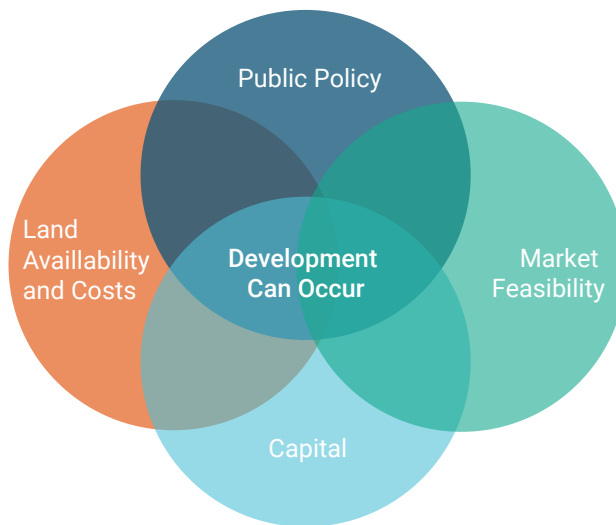 Public Policy
Land
Availlability
and Costs
Development
Can Occur
Market
Feasibility
Capital